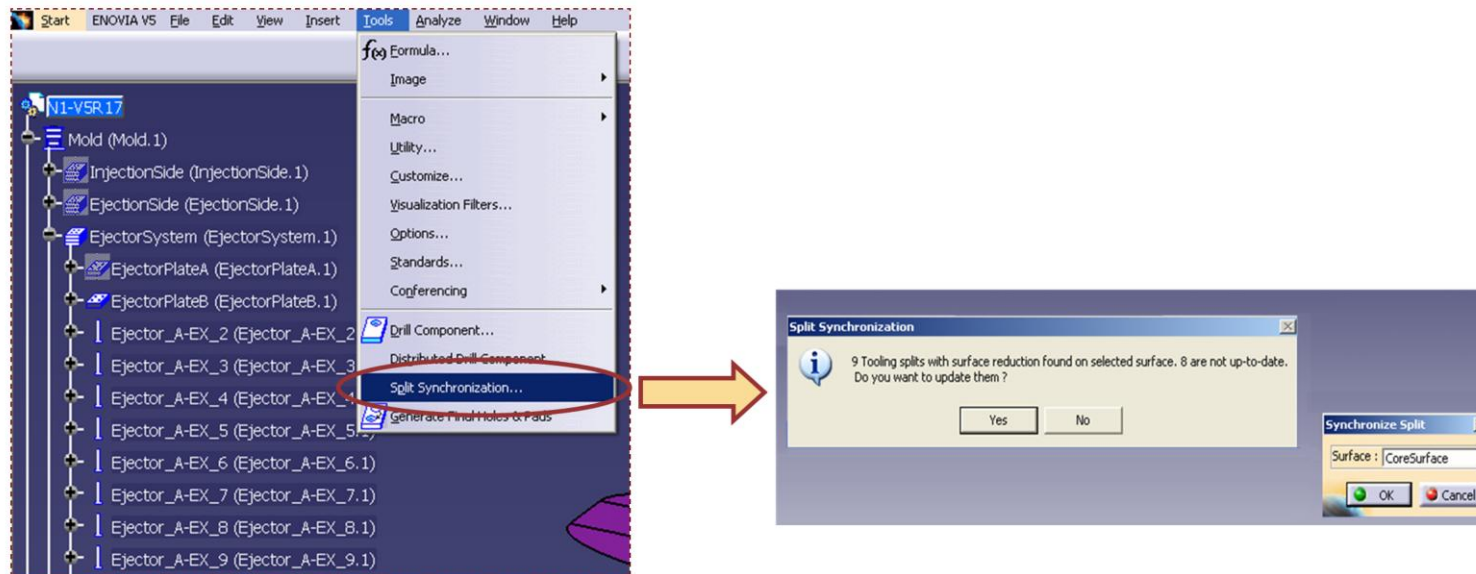 Start ENOVIA V5 File Edit View Insert Tools Analyze Window Help
N1-V5R17
Mold (Mold.1)
InjectionSide (InjectionSide.1)
EjectionSide (EjectionSide.1)
EjectorSystem (EjectorSystem.1)
EjectorPlateA (EjectorPlateA.1)
EjectorPlateB (EjectorPlateB.1)
Ejector_A-EX_2 (Ejector_A-EX_2
Ejector_A-EX_3 (Ejector_A-EX_3
Ejector_A-EX_4 (Ejector_A-EX_4
Ejector_A-EX_5 (Ejector_A-EX_5.1)
Ejector_A-EX_6 (Ejector_A-EX_6.1)
Ejector_A-EX_7 (Ejector_A-EX_7.1)
Ejector_A-EX_8 (Ejector_A-EX_8.1)
Ejector_A-EX_9 (Ejector_A-EX_9.1)
f(x) Formula...
Image
Macro
Utility...
Customize...
Visualization Filters...
Options...
Standards...
Conferencing
Drill Component...
Distributed Drill Component
Split Synchronization...
Generate Final Holes & Pads
Split Synchronization
9 Tooling splits with surface reduction found on selected surface. 8 are not up-to-date.
Do you want to update them ?
Yes No
Synchronize Split
Surface : CoreSurface
OK Cancel